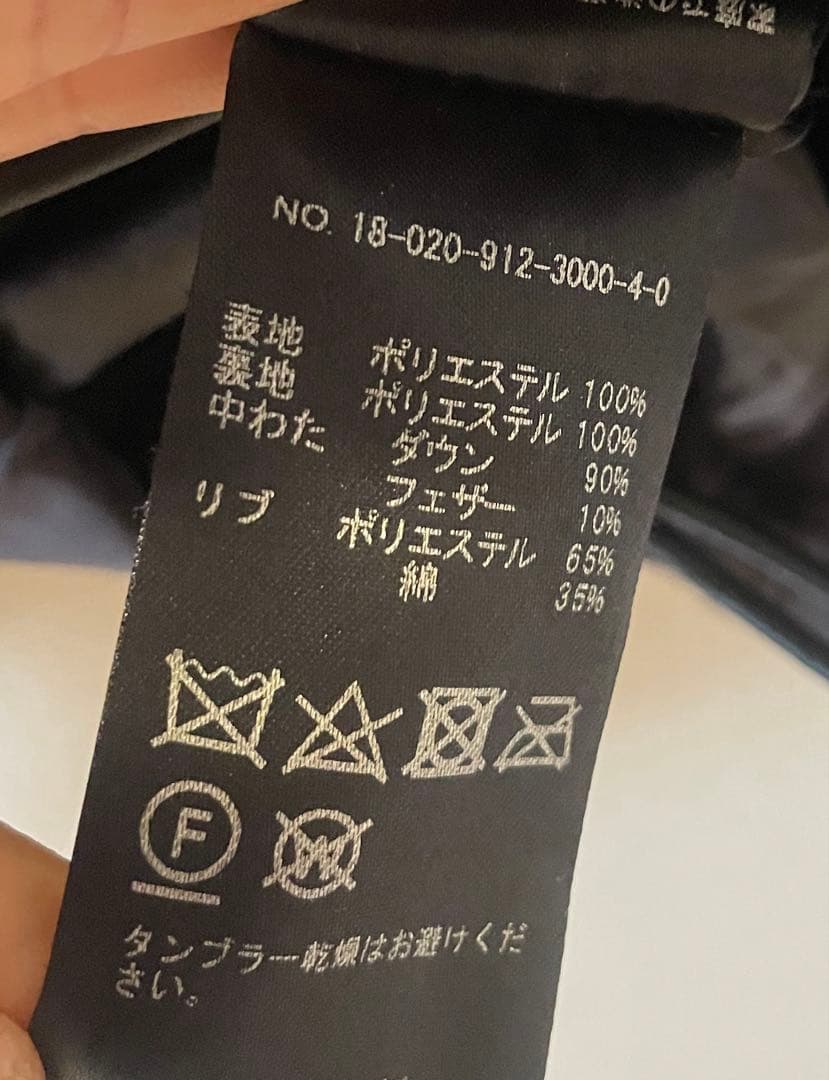 NO. 18-020-912-3000-4-0
表地 ポリエステル 100%
裏地 ポリエステル 100%
中わた ダウン 90%
フェザー 10%
リブ ポリエステル 65%
綿 35%
F
W
タンブラー乾燥はお避けくだ
さい。